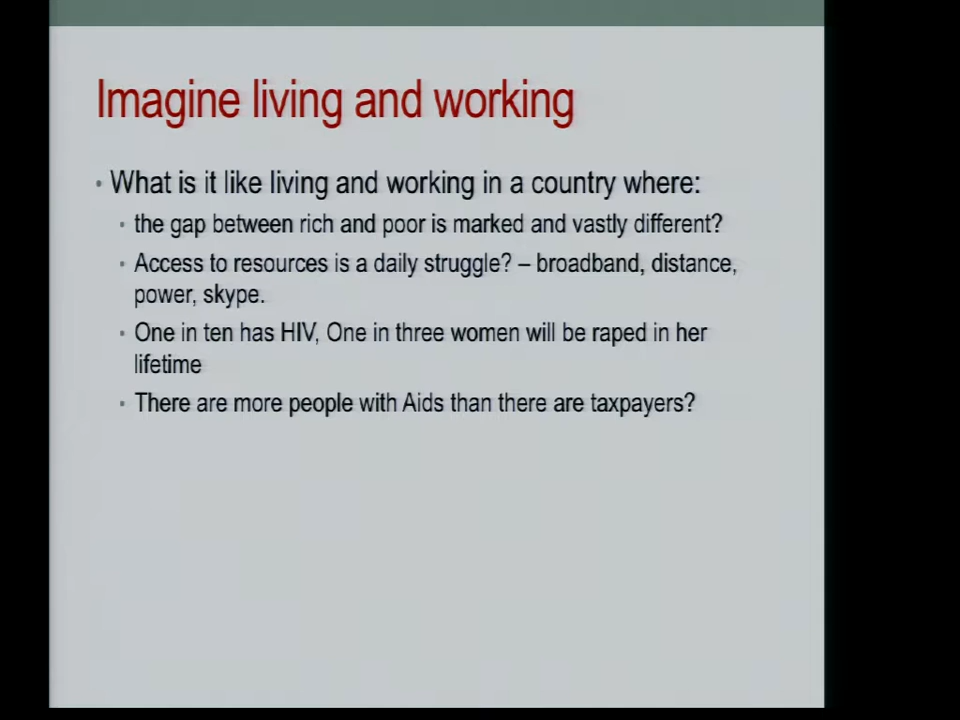 Imagine living and working
• What is it like living and working in a country where:
• the gap between rich and poor is marked and vastly different?
• Access to resources is a daily struggle? – broadband, distance,
power, skype.
• One in ten has HIV, One in three women will be raped in her
lifetime
• There are more people with Aids than there are taxpayers?